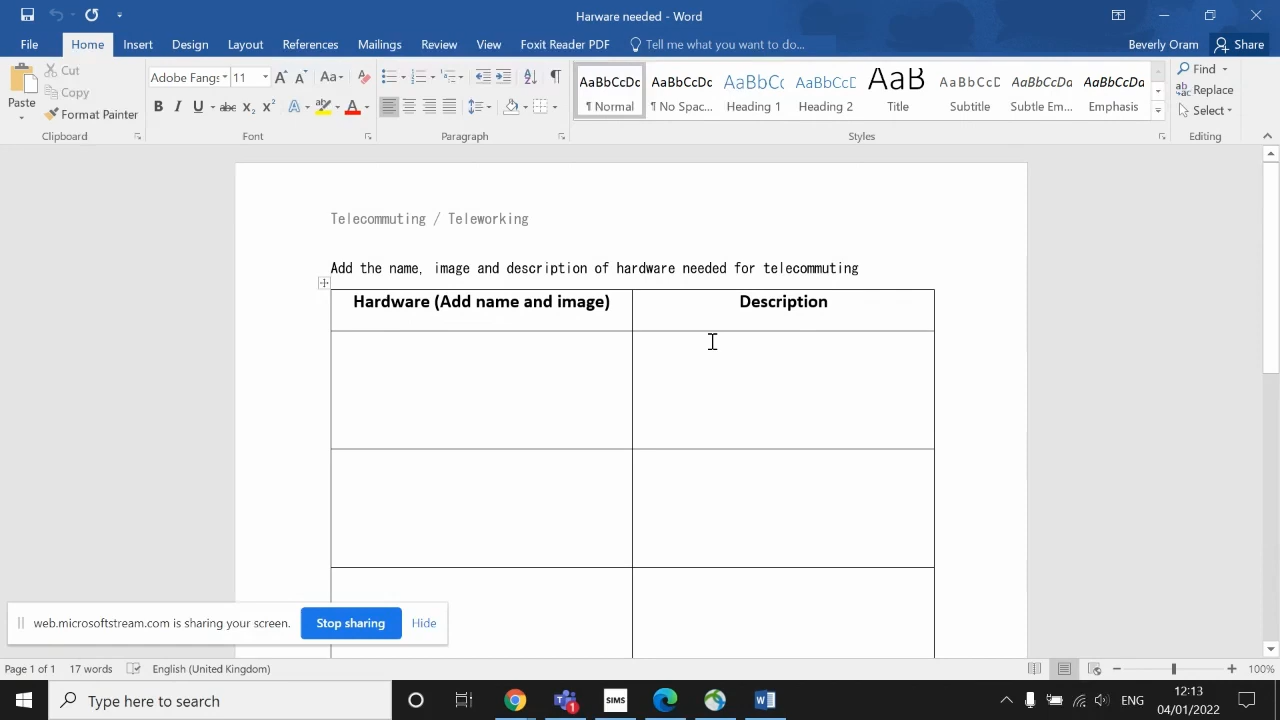 Harware needed - Word
File Home Insert Design Layout References Mailings Review View Foxit Reader PDF Tell me what you want to do... Beverly Oram Share
Paste
Cut
Copy
Format Painter
Clipboard
Adobe Fangs 11
Font
Paragraph
AaBbCcDc AaBbCcDc AaBbCc AaBbCcD AaB AaBbCcD AaBbCcDa AaBbCcDa
¶ Normal ¶ No Spac... Heading 1 Heading 2 Title Subtitle Subtle Em... Emphasis
Styles
Find
Replace
Select
Editing
Telecommuting / Teleworking
Add the name, image and description of hardware needed for telecommuting
Hardware (Add name and image) Description
web.microsoftstream.com is sharing your screen. Stop sharing Hide
Page 1 of 1 17 words English (United Kingdom) 100%
Type here to search
SIMS
1
ENG
12:13
04/01/2022